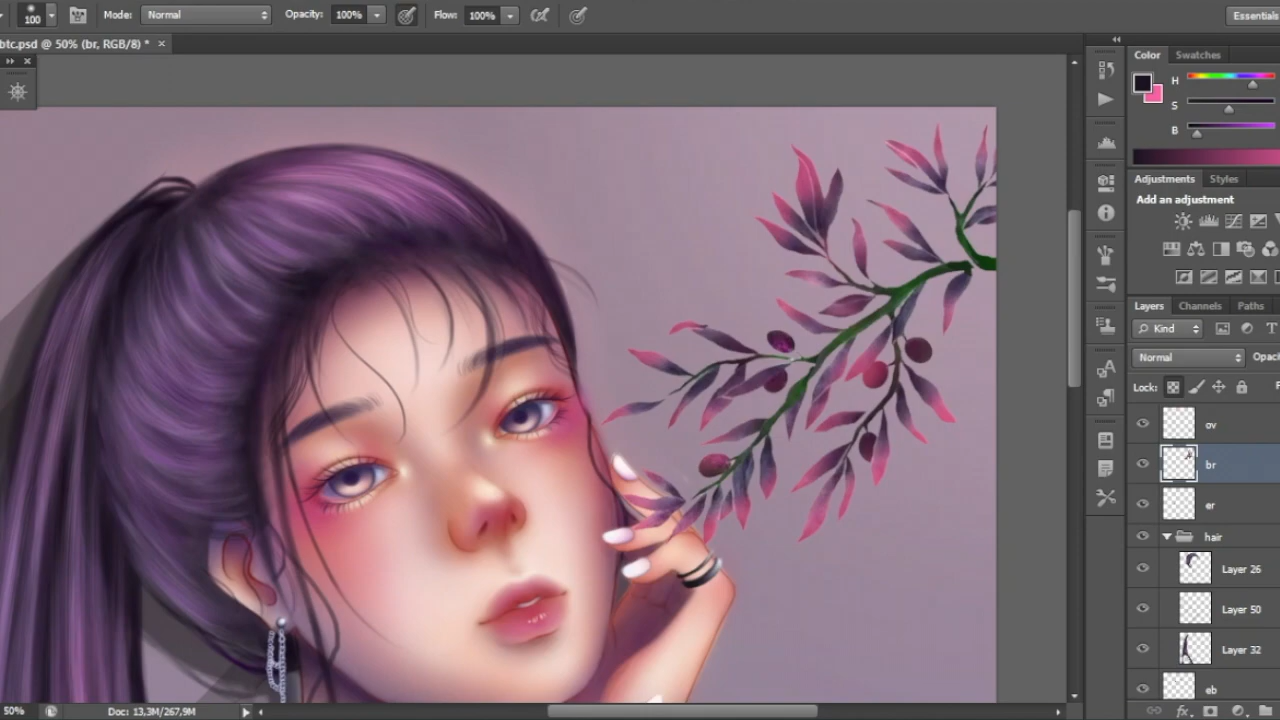 100 Mode: Normal Opacity: 100% Flow: 100% Essentials
btc.psd @ 50% (br, RGB/8) * ×
Color Swatches
H
S
B
Adjustments Styles
Add an adjustment
Layers Channels Paths
Kind T
Normal Opaci
Lock: F
ov
br
er
hair
Layer 26
Layer 50
Layer 32
eb
50% Doc: 13,3M/267,9M fx